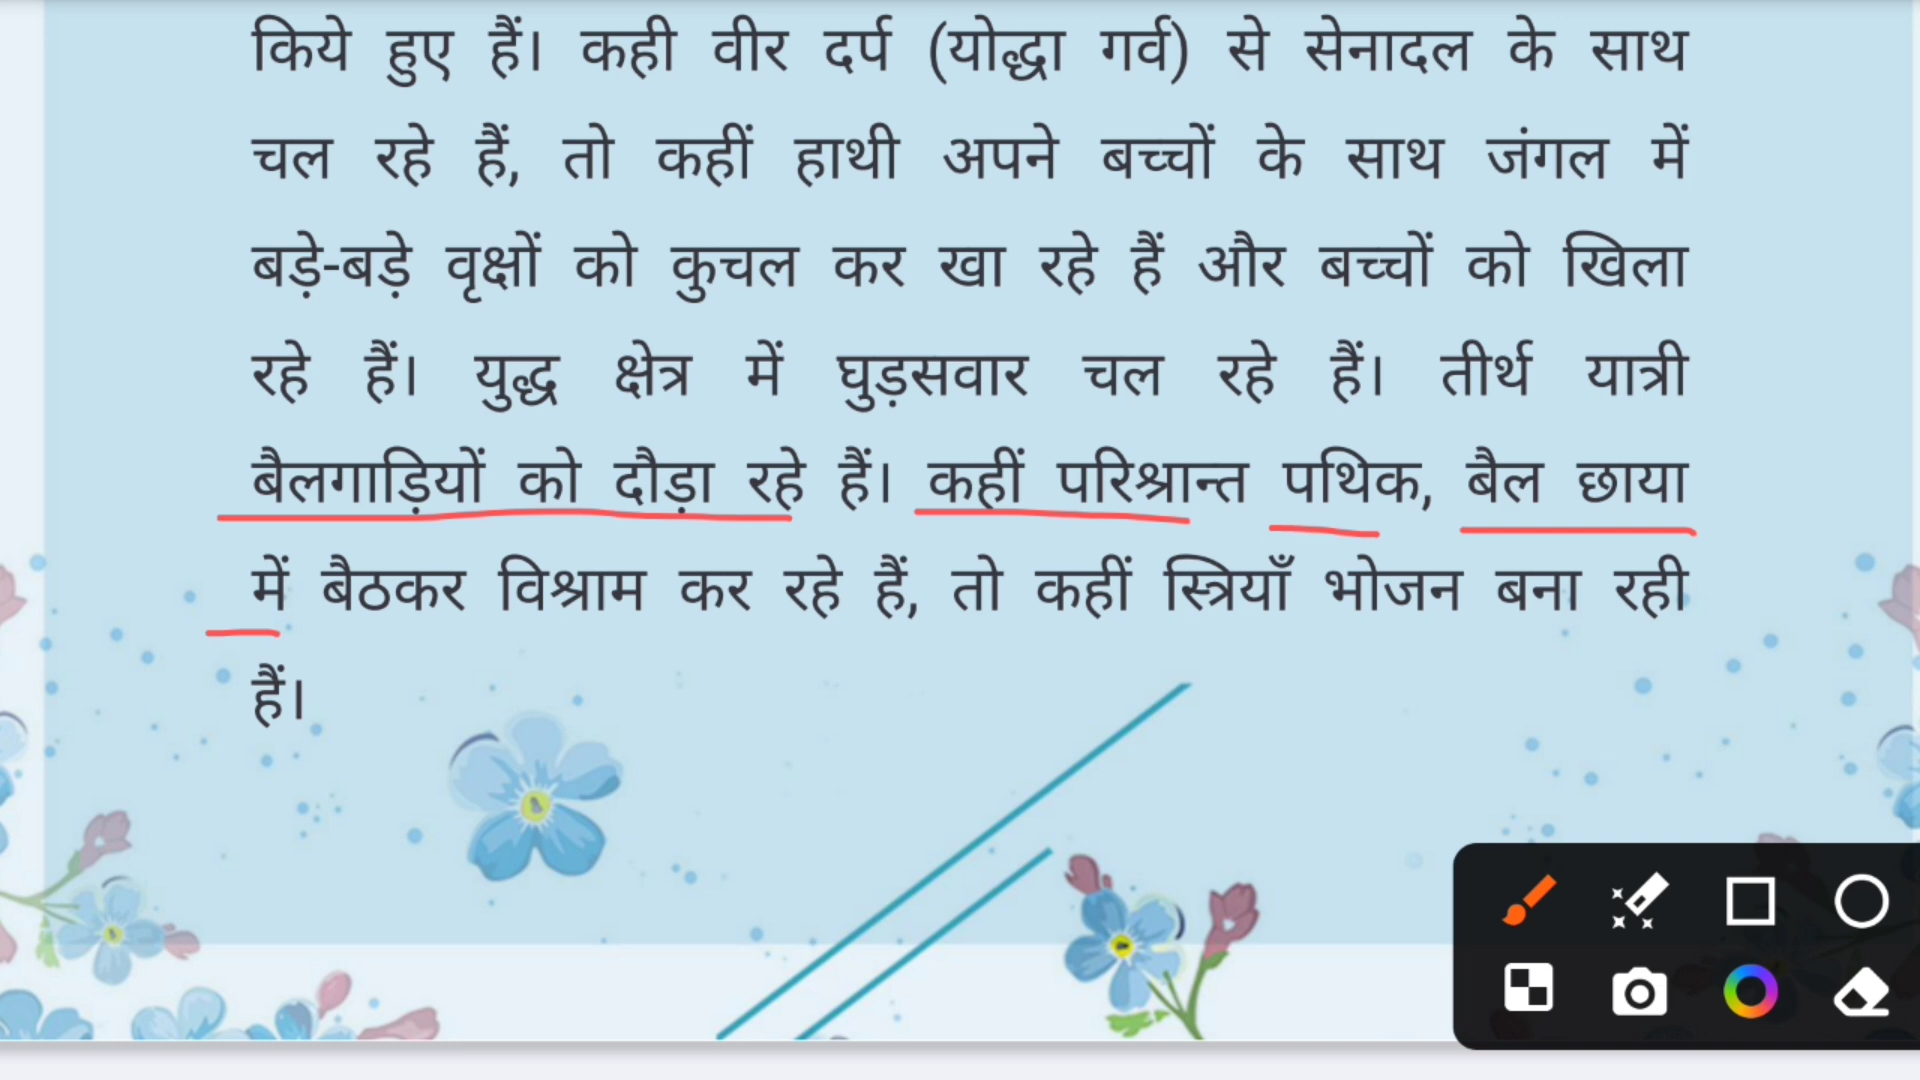 किये हुए हैं। कही वीर दर्प (योद्धा गर्व) से सेनादल के साथ
चल रहे हैं, तो कहीं हाथी अपने बच्चों के साथ जंगल में
बड़े-बड़े वृक्षों को कुचल कर खा रहे हैं और बच्चों को खिला
रहे हैं। युद्ध क्षेत्र में घुड़सवार चल रहे हैं। तीर्थ यात्री
बैलगाड़ियों को दौड़ा रहे हैं। कहीं परिश्रान्त पथिक, बैल छाया
में बैठकर विश्राम कर रहे हैं, तो कहीं स्त्रियाँ भोजन बना रही
हैं।